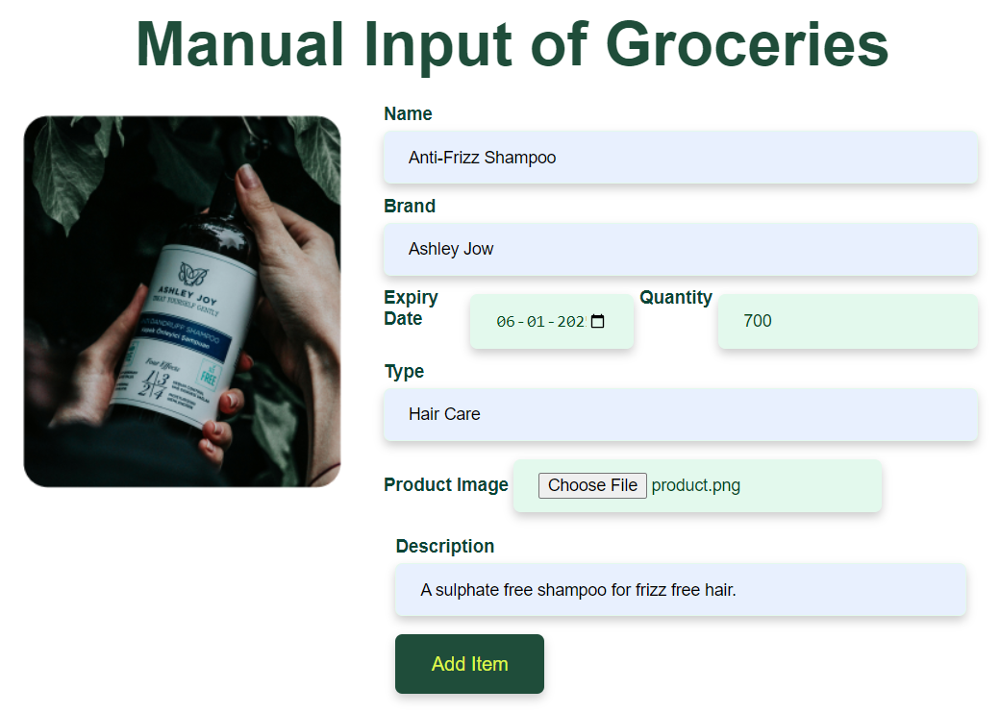 Manual Input of Groceries
Name
Anti-Frizz Shampoo
Brand
Ashley Jow
Expiry
Date
06-01-202
Quantity
700
Type
Hair Care
Product Image
Choose File product.png
Description
A sulphate free shampoo for frizz free hair.
Add Item
ASHLEY JOY
TREAT YOURSELF GENTLY
DANDRUFF SHAMPOO
Önleyici Şampuan
Four Effects
1 3
2 4
FREE